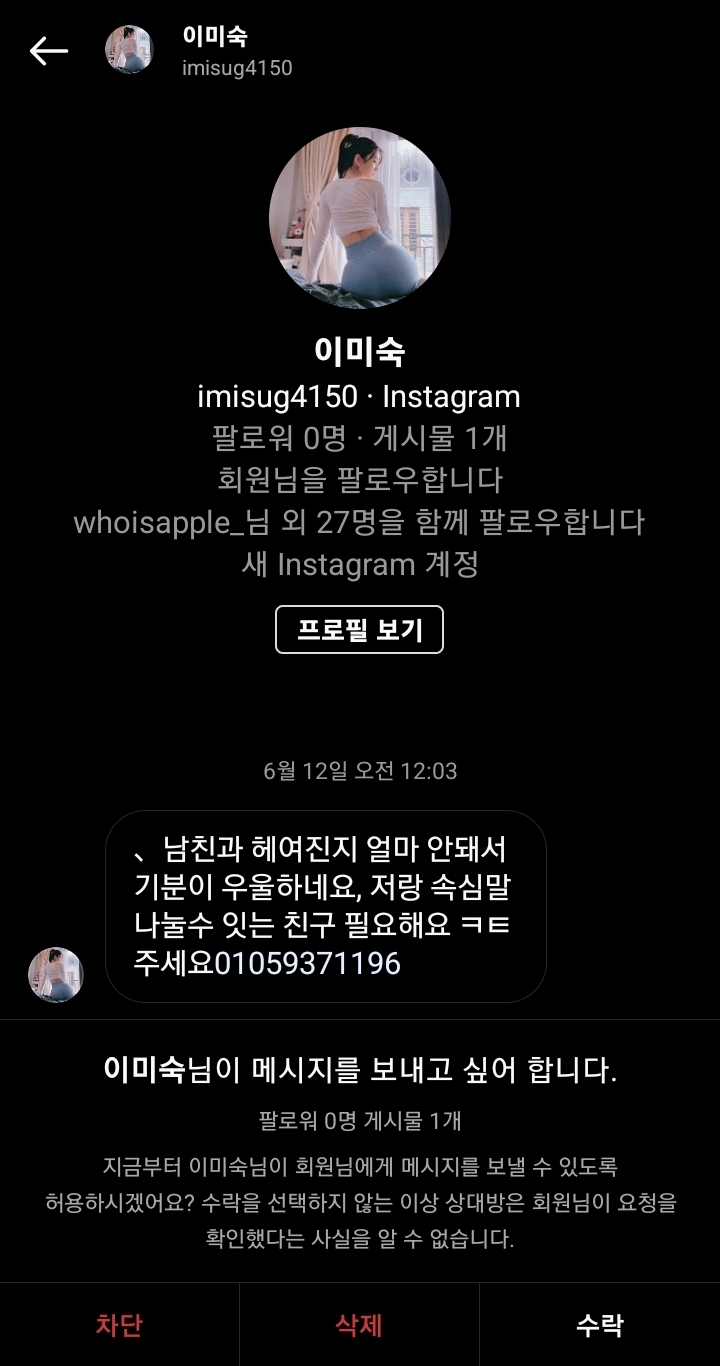 이미숙
imisug4150
이미숙
imisug4150 · Instagram
팔로워 0명 · 게시물 1개
회원님을 팔로우합니다
whoisapple_님 외 27명을 함께 팔로우합니다
새 Instagram 계정
프로필 보기
6월 12일 오전 12:03
、남친과 헤여진지 얼마 안돼서
기분이 우울하네요, 저랑 속심말
나눌수 잇는 친구 필요해요 ㅋㅌ
주세요01059371196
이미숙님이 메시지를 보내고 싶어 합니다.
팔로워 0명 게시물 1개
지금부터 이미숙님이 회원님에게 메시지를 보낼 수 있도록
허용하시겠어요? 수락을 선택하지 않는 이상 상대방은 회원님이 요청을
확인했다는 사실을 알 수 없습니다.
차단
삭제
수락